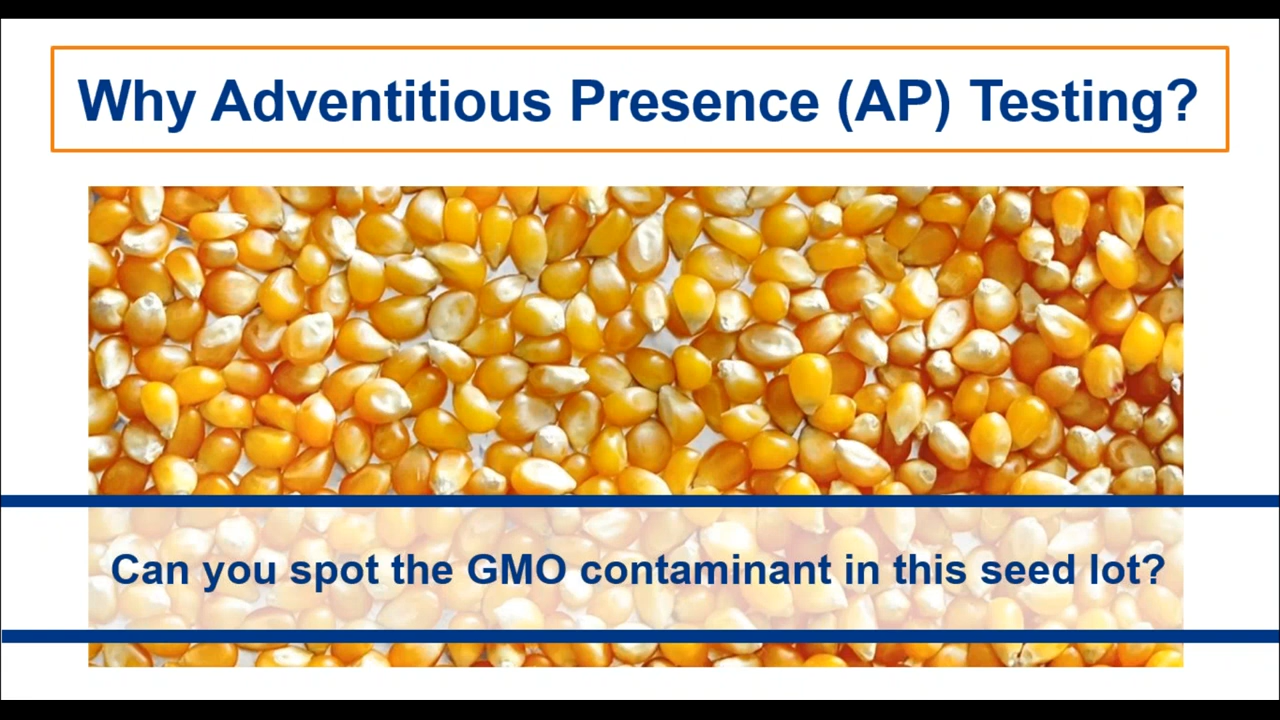 Why Adventitious Presence (AP) Testing?
Can you spot the GMO contaminant in this seed lot?